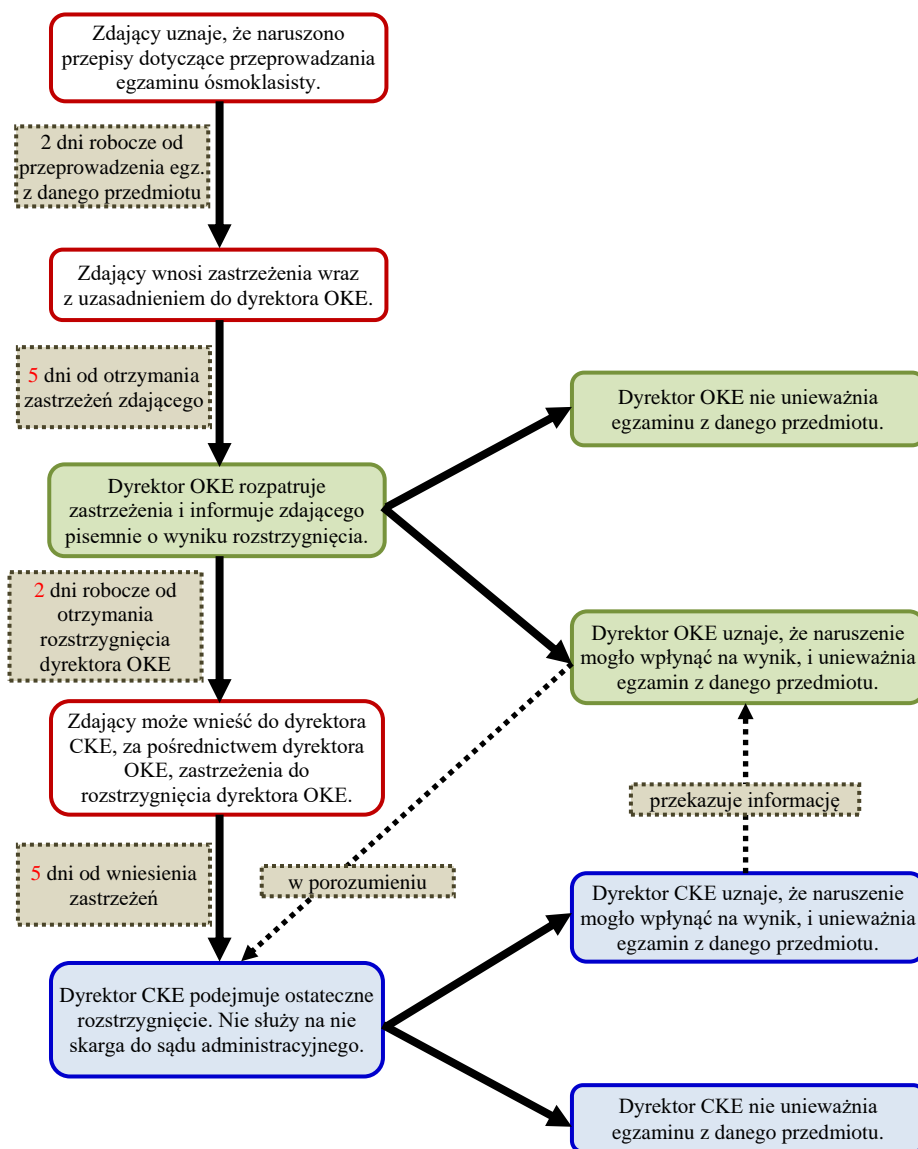 Zdający uznaje, że naruszono
przepisy dotyczące przeprowadzania
egzaminu ósmoklasisty.
2 dni robocze od
przeprowadzenia egz.
z danego przedmiotu
Zdający wnosi zastrzeżenia wraz
z uzasadnieniem do dyrektora OKE.
5 dni od otrzymania
zastrzeżeń zdającego
Dyrektor OKE nie unieważnia
egzaminu z danego przedmiotu.
Dyrektor OKE rozpatruje
zastrzeżenia i informuje zdającego
pisemnie o wyniku rozstrzygnięcia.
2 dni robocze od
otrzymania
rozstrzygnięcia
dyrektora OKE
Dyrektor OKE uznaje, że naruszenie
mogło wpłynąć na wynik, i unieważnia
egzamin z danego przedmiotu.
Zdający może wnieść do dyrektora
CKE, za pośrednictwem dyrektora
OKE, zastrzeżenia do
rozstrzygnięcia dyrektora OKE.
przekazuje informację
5 dni od wniesienia
zastrzeżeń
w porozumieniu
Dyrektor CKE uznaje, że naruszenie
mogło wpłynąć na wynik, i unieważnia
egzamin z danego przedmiotu.
Dyrektor CKE podejmuje ostateczne
rozstrzygnięcie. Nie służy na nie
skarga do sądu administracyjnego.
Dyrektor CKE nie unieważnia
egzaminu z danego przedmiotu.